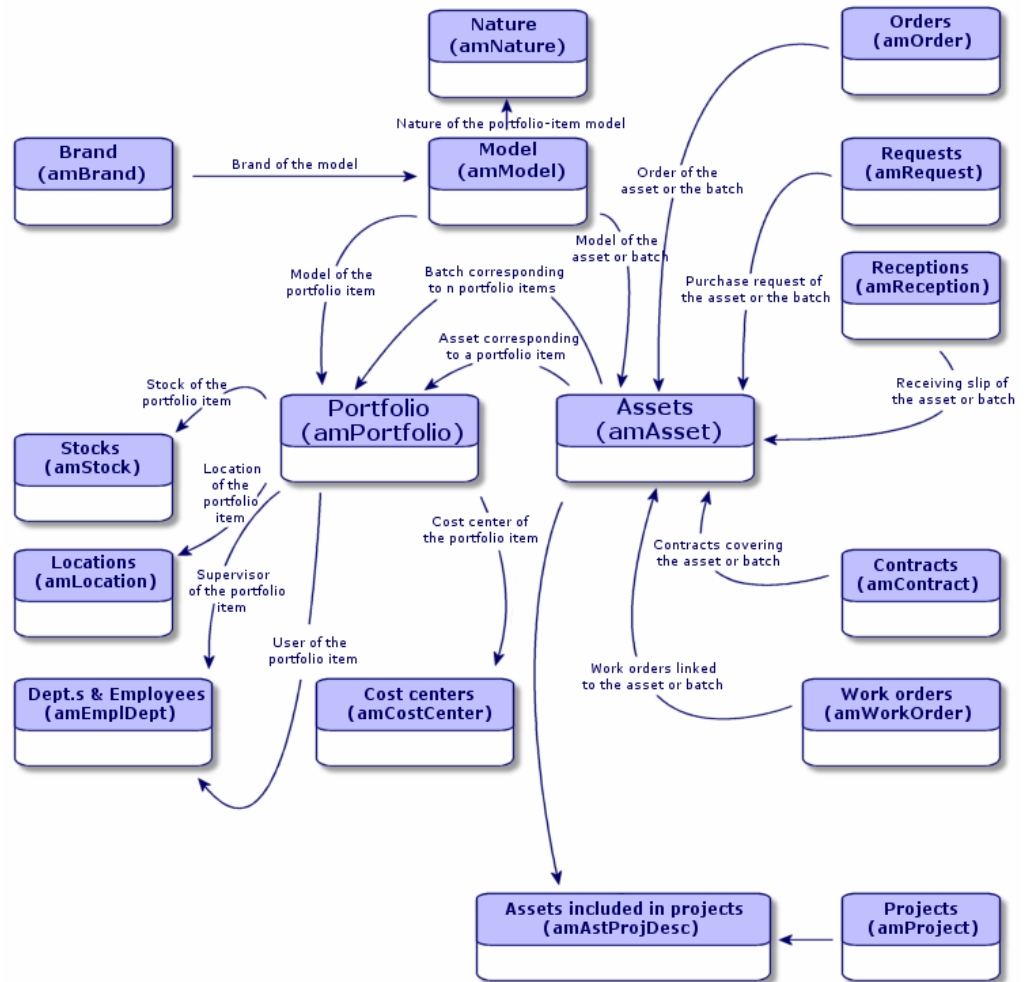 Nature
(amNature)
Orders
(amOrder)
Nature of the portfolio-item model
Brand
(amBrand)
Brand of the model
Model
(amModel)
Requests
(amRequest)
Order of the
asset or the batch
Model of the
asset or batch
Receptions
(amReception)
Model of the
portfolio item
Batch corresponding
to n portfolio items
Purchase request of
the asset or the batch
Asset corresponding
to a portfolio item
Stock of the
portfolio item
Receiving slip of
the asset or batch
Portfolio
(amPortfolio)
Assets
(amAsset)
Stocks
(amStock)
Location
of the
portfolio
item
Cost center of
the portfolio item
Contracts covering
the asset or batch
Locations
(amLocation)
Supervisor
of the portfolio
item
Contracts
(amContract)
User of the
portfolio item
Work orders linked
to the asset or batch
Dept.s & Employees
(amEmplDept)
Cost centers
(amCostCenter)
Work orders
(amWorkOrder)
Assets included in projects
(amAstProjDesc)
Projects
(amProject)